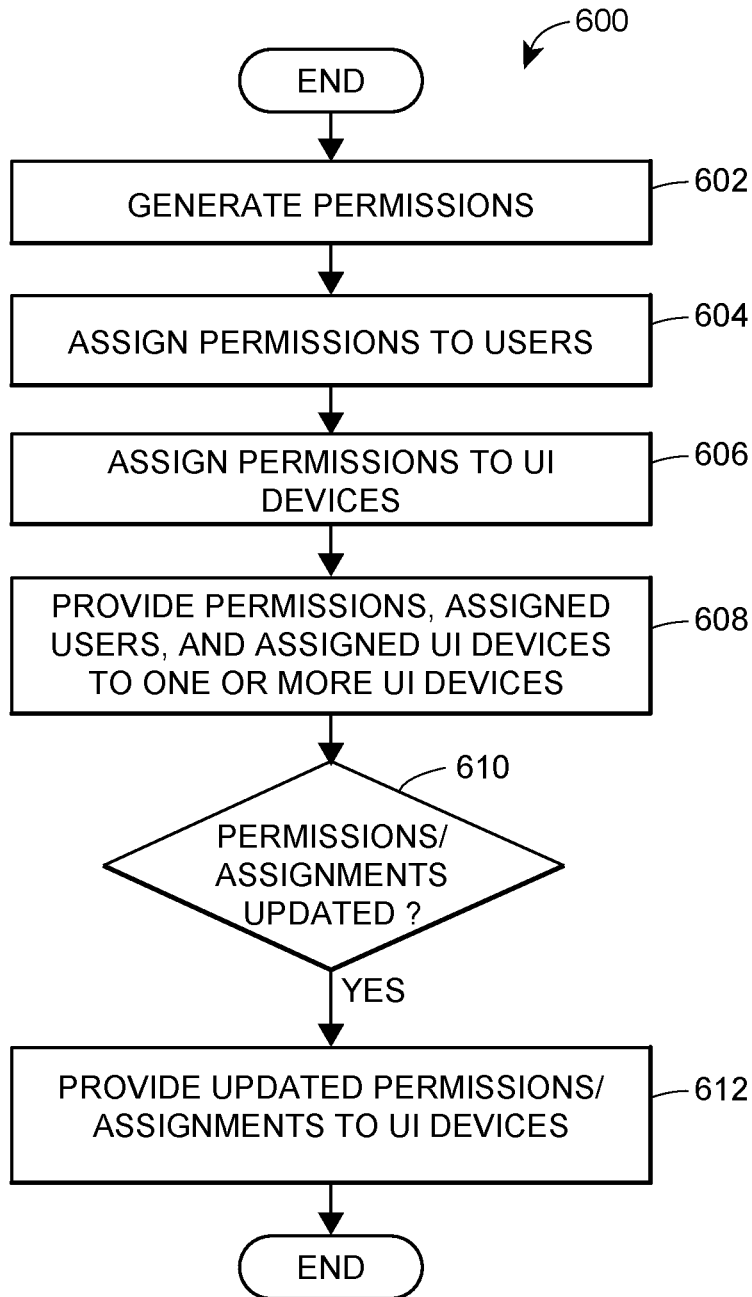 600
END
GENERATE PERMISSIONS
602
ASSIGN PERMISSIONS TO USERS
604
ASSIGN PERMISSIONS TO UI
DEVICES
606
PROVIDE PERMISSIONS, ASSIGNED
USERS, AND ASSIGNED UI DEVICES
TO ONE OR MORE UI DEVICES
608
610
PERMISSIONS/
ASSIGNMENTS
UPDATED ?
YES
PROVIDE UPDATED PERMISSIONS/
ASSIGNMENTS TO UI DEVICES
612
END